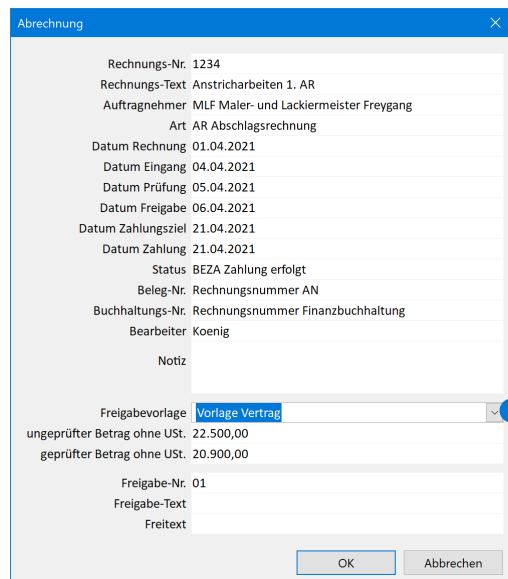 Abrechnung
Rechnungs-Nr. 1234
Rechnungs-Text Anstricharbeiten 1. AR
Auftragnehmer MLF Maler- und Lackiermeister Freygang
Art AR Abschlagsrechnung
Datum Rechnung 01.04.2021
Datum Eingang 04.04.2021
Datum Prüfung 05.04.2021
Datum Freigabe 06.04.2021
Datum Zahlungsziel 21.04.2021
Datum Zahlung 21.04.2021
Status BEZA Zahlung erfolgt
Beleg-Nr. Rechnungsnummer AN
Buchhaltungs-Nr. Rechnungsnummer Finanzbuchhaltung
Bearbeiter Koenig
Notiz
Freigabevorlage Vorlage Vertrag
ungeprüfter Betrag ohne USt. 22.500,00
geprüfter Betrag ohne USt. 20.900,00
Freigabe-Nr. 01
Freigabe-Text
Freitext
OK Abbrechen